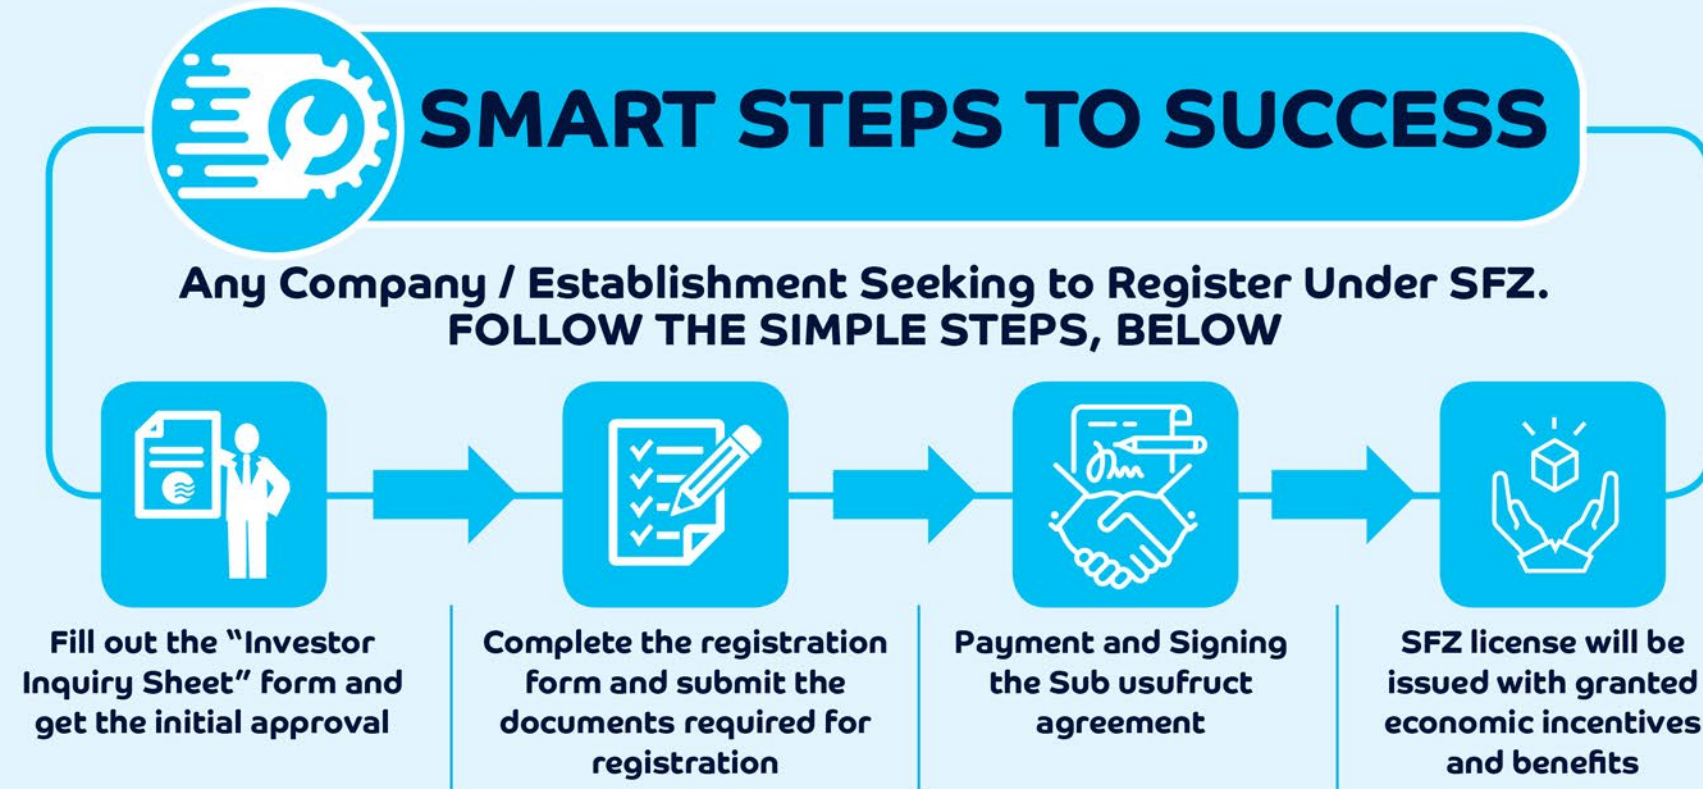 SMART STEPS TO SUCCESS
Any Company / Establishment Seeking to Register Under SFZ.
FOLLOW THE SIMPLE STEPS, BELOW
Fill out the “Investor
Inquiry Sheet” form and
get the initial approval
Complete the registration
form and submit the
documents required for
registration
Payment and Signing
the Sub usufruct
agreement
SFZ license will be
issued with granted
economic incentives
and benefits